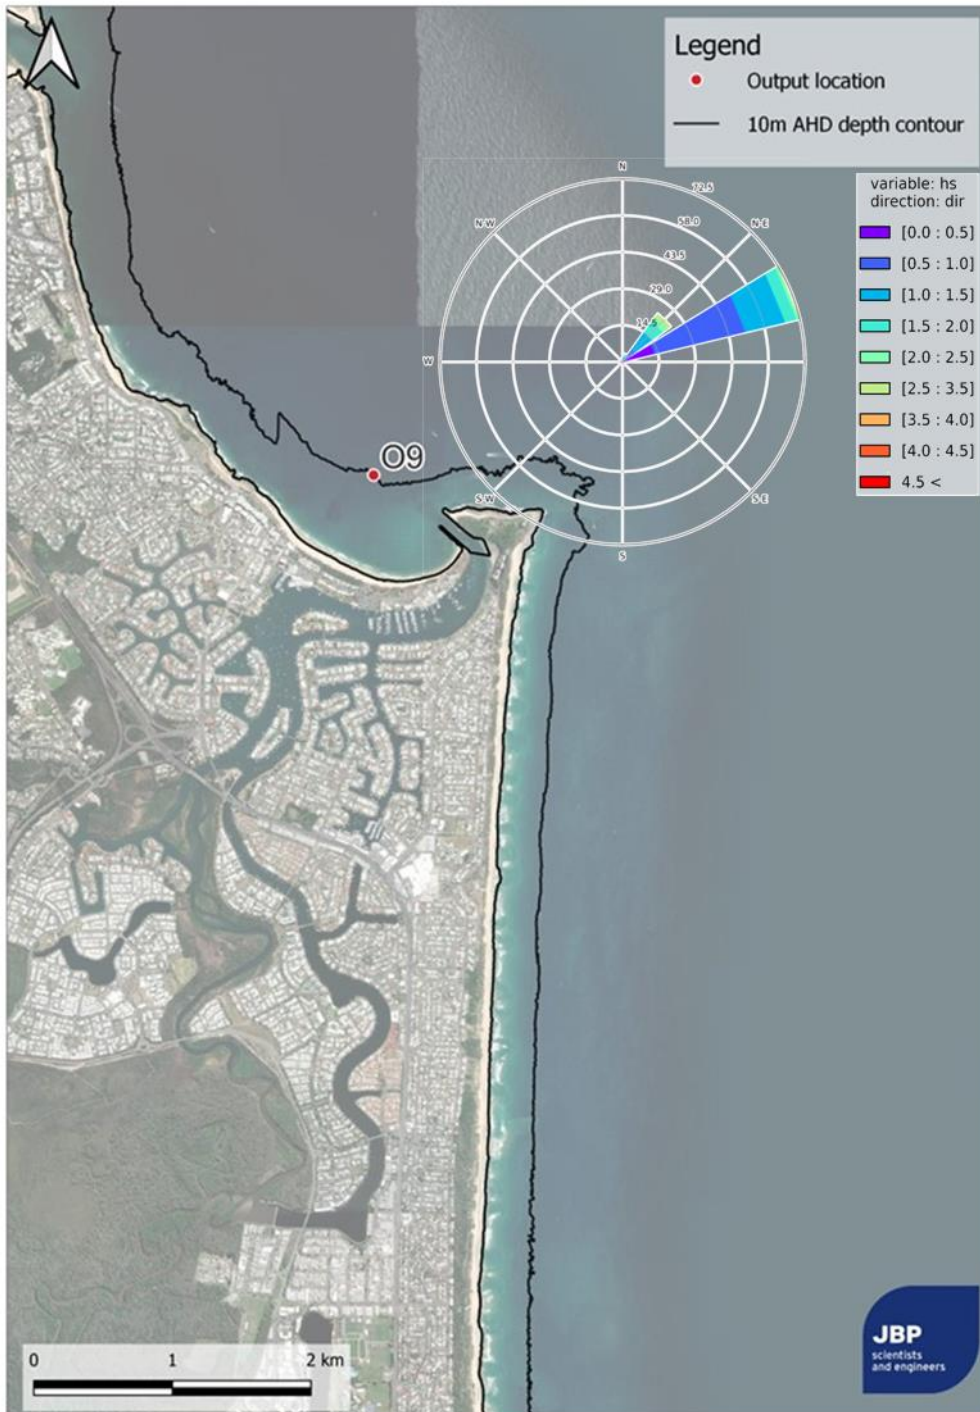 Legend
Output location
10m AHD depth contour
variable: hs
direction: dir
[0.0 : 0.5]
[0.5 : 1.0]
[1.0 : 1.5]
[1.5 : 2.0]
[2.0 : 2.5]
[2.5 : 3.5]
[3.5 : 4.0]
[4.0 : 4.5]
4.5 <
N
72.5
N-W
58.0
N-E
43.5
29.0
14.5
W
O9
S-W
S-E
S
0 1 2 km
JBP
scientists
and engineers